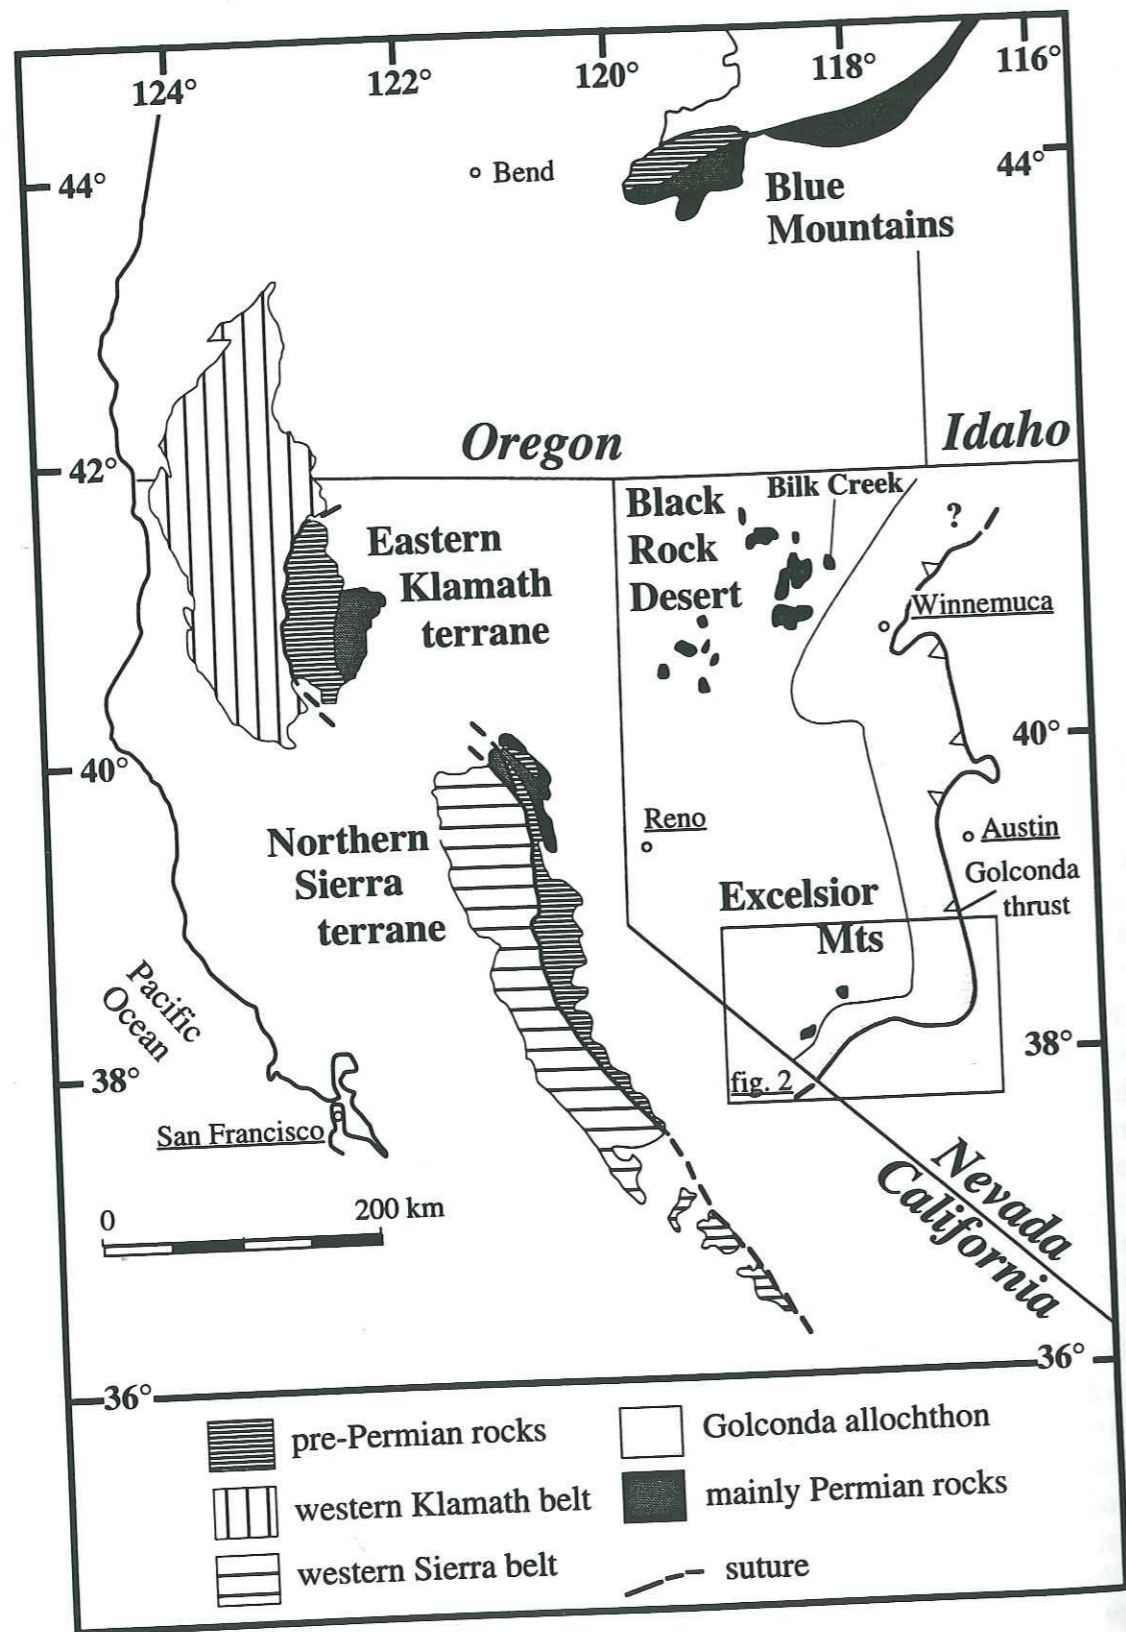 124°
122°
120°
118°
116°
44°
Bend
44°
Blue
Mountains
Oregon
Idaho
42°
Black
Rock
Desert
Bilk Creek
?
Eastern
Klamath
terrane
Winnemuca
40°
40°
Reno
Austin
Golconda
thrust
Northern
Sierra
terrane
Excelsior
Mts
Pacific
Ocean
38°
38°
fig. 2
San Francisco
Nevada
California
0
200 km
36°
36°
pre-Permian rocks
Golconda allochthon
western Klamath belt
mainly Permian rocks
western Sierra belt
suture